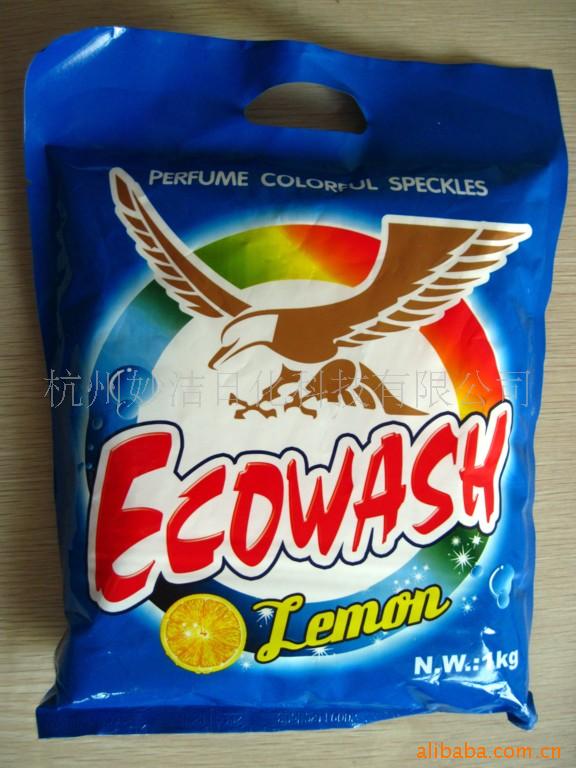 PERFUME COLORFUL SPECKLES
杭州妙洁日化科技有限公司
ECOWASH
Lemon
N.W.:1kg
alibaba.com.cn